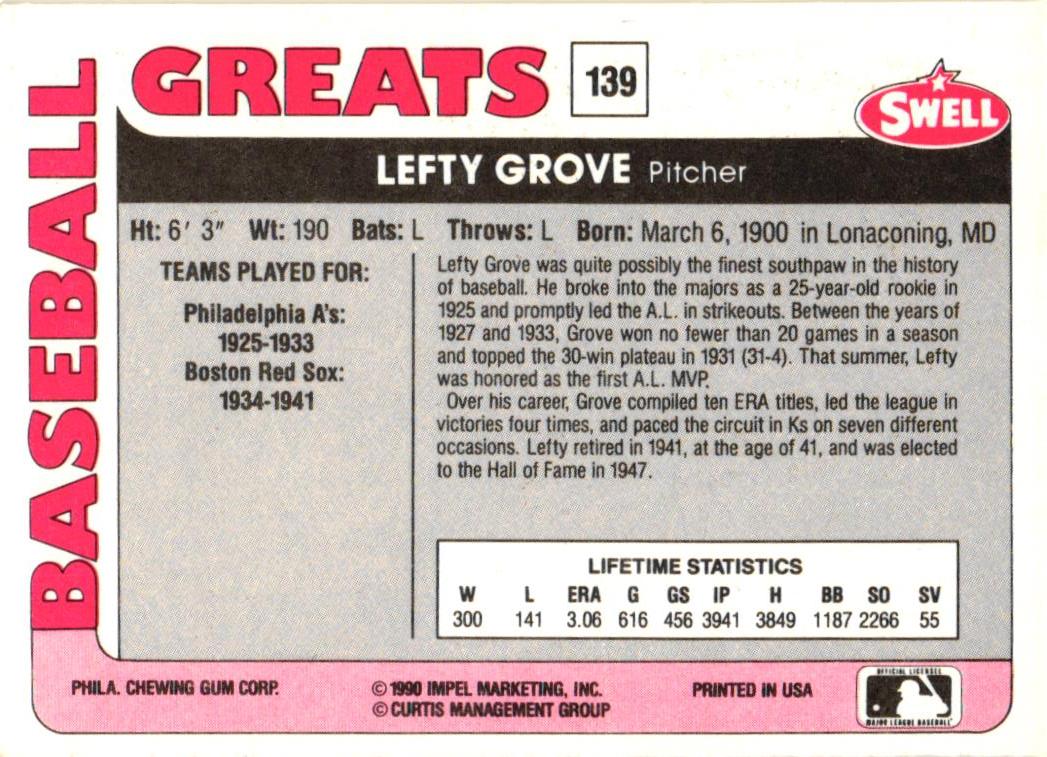 BASEBALL
GREATS
139
SWELL
LEFTY GROVE Pitcher
Ht: 6' 3" Wt: 190 Bats: L Throws: L Born: March 6, 1900 in Lonaconing, MD
TEAMS PLAYED FOR:
Philadelphia A's:
1925-1933
Boston Red Sox:
1934-1941
Lefty Grove was quite possibly the finest southpaw in the history
of baseball. He broke into the majors as a 25-year-old rookie in
1925 and promptly led the A.L. in strikeouts. Between the years of
1927 and 1933, Grove won no fewer than 20 games in a season
and topped the 30-win plateau in 1931 (31-4). That summer, Lefty
was honored as the first A.L. MVP.
Over his career, Grove compiled ten ERA titles, led the league in
victories four times, and paced the circuit in Ks on seven different
occasions. Lefty retired in 1941, at the age of 41, and was elected
to the Hall of Fame in 1947.
LIFETIME STATISTICS
W L ERA G GS IP H BB SO SV
300 141 3.06 616 456 3941 3849 1187 2266 55
PHILA. CHEWING GUM CORP.
© 1990 IMPEL MARKETING, INC.
© CURTIS MANAGEMENT GROUP
PRINTED IN USA
OFFICIAL LICENSEE
MAJOR LEAGUE BASEBALL